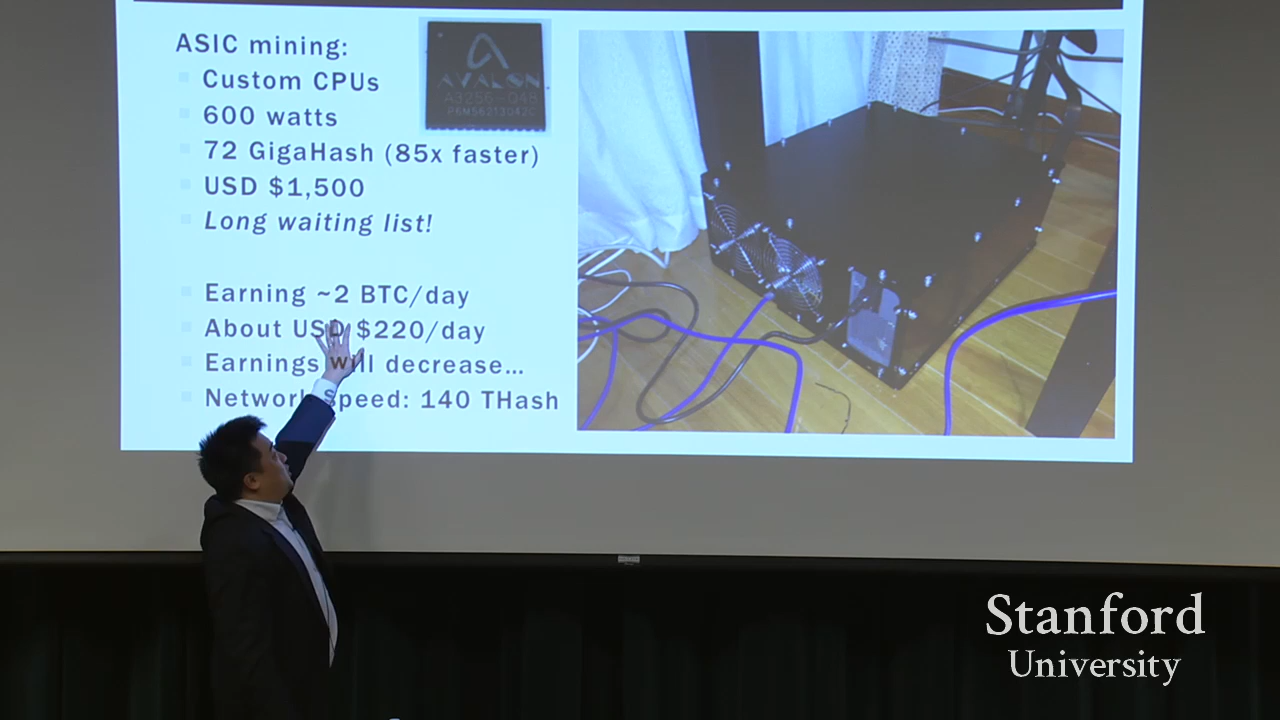 ASIC mining:
Custom CPUs
600 watts
72 GigaHash (85x faster)
USD $1,500
Long waiting list!
Earning ~2 BTC/day
About USD $220/day
Earnings will decrease...
Network Speed: 140 THash
AVALON
A3256
Stanford
University